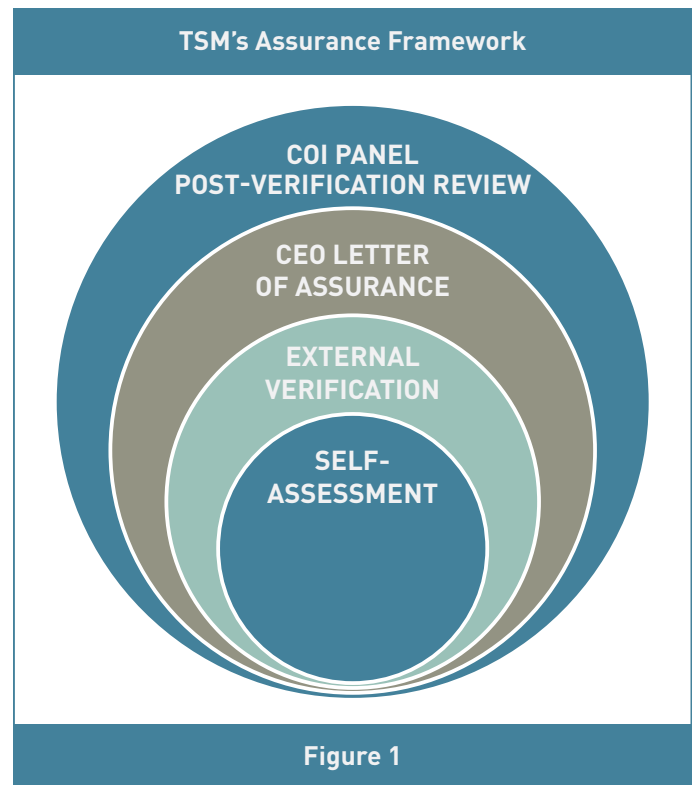 TSM's Assurance Framework
COI PANEL
POST-VERIFICATION REVIEW
CEO LETTER
OF ASSURANCE
EXTERNAL
VERIFICATION
SELF-
ASSESSMENT
Figure 1